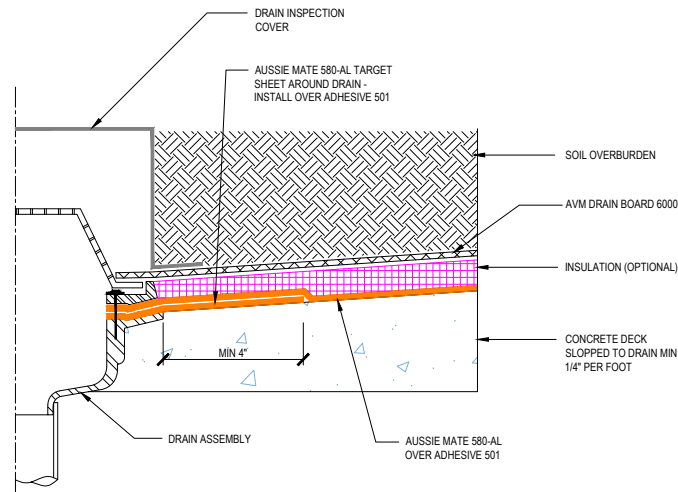 DRAIN INSPECTION
COVER
AUSSIE MATE 580-AL TARGET
SHEET AROUND DRAIN -
INSTALL OVER ADHESIVE 501
SOIL OVERBURDEN
AVM DRAIN BOARD 6000
INSULATION (OPTIONAL)
CONCRETE DECK
SLOPPED TO DRAIN MIN
1/4" PER FOOT
MIN 4"
DRAIN ASSEMBLY
AUSSIE MATE 580-AL
OVER ADHESIVE 501